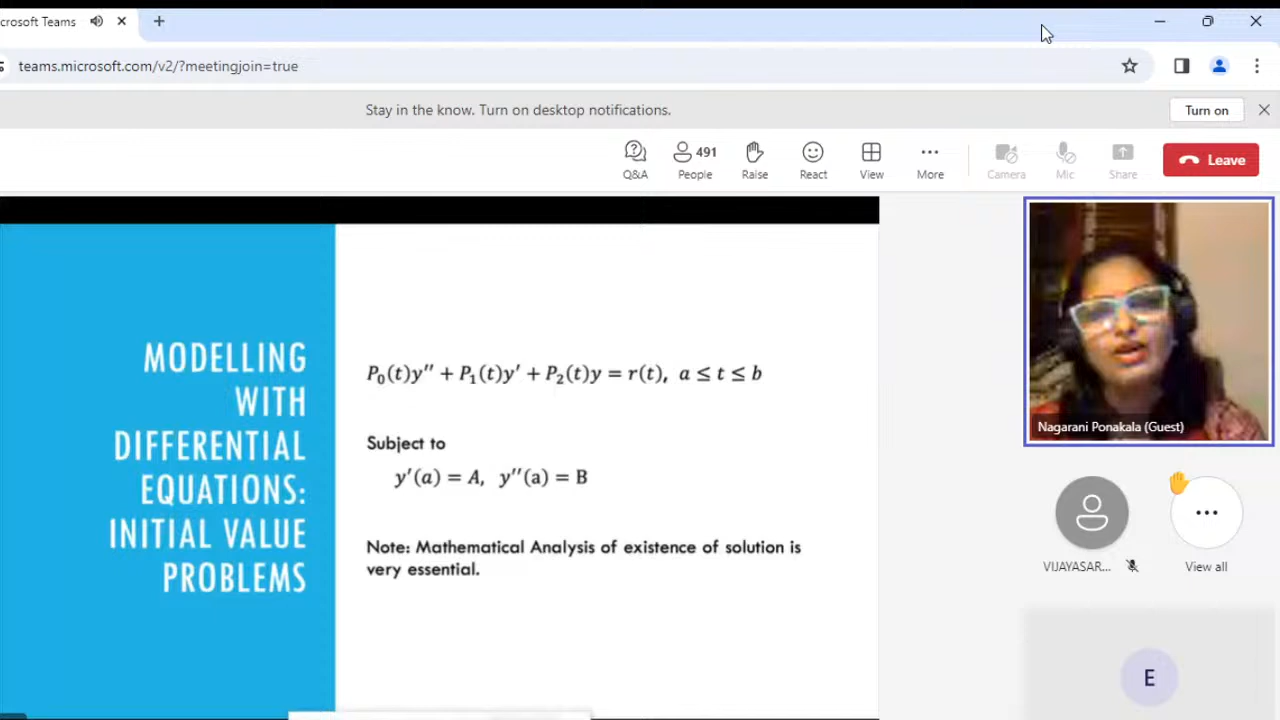 crosoft Teams
teams.microsoft.com/v2/?meetingjoin=true
Stay in the know. Turn on desktop notifications.
Turn on
491
Q&A
People
Raise
React
View
More
Camera
Mic
Share
Leave
MODELLING
WITH
DIFFERENTIAL
EQUATIONS:
INITIAL VALUE
PROBLEMS
P₀(t)y′′ + P₁(t)y′ + P₂(t)y = r(t), a ≤ t ≤ b
Subject to
y′(a) = A, y′′(a) = B
Note: Mathematical Analysis of existence of solution is
very essential.
Nagarani Ponakala (Guest)
VIJAYASAR...
View all
E